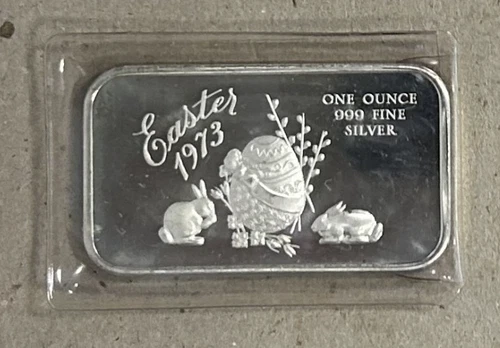 Easter
1973
ONE OUNCE
999 FINE
SILVER